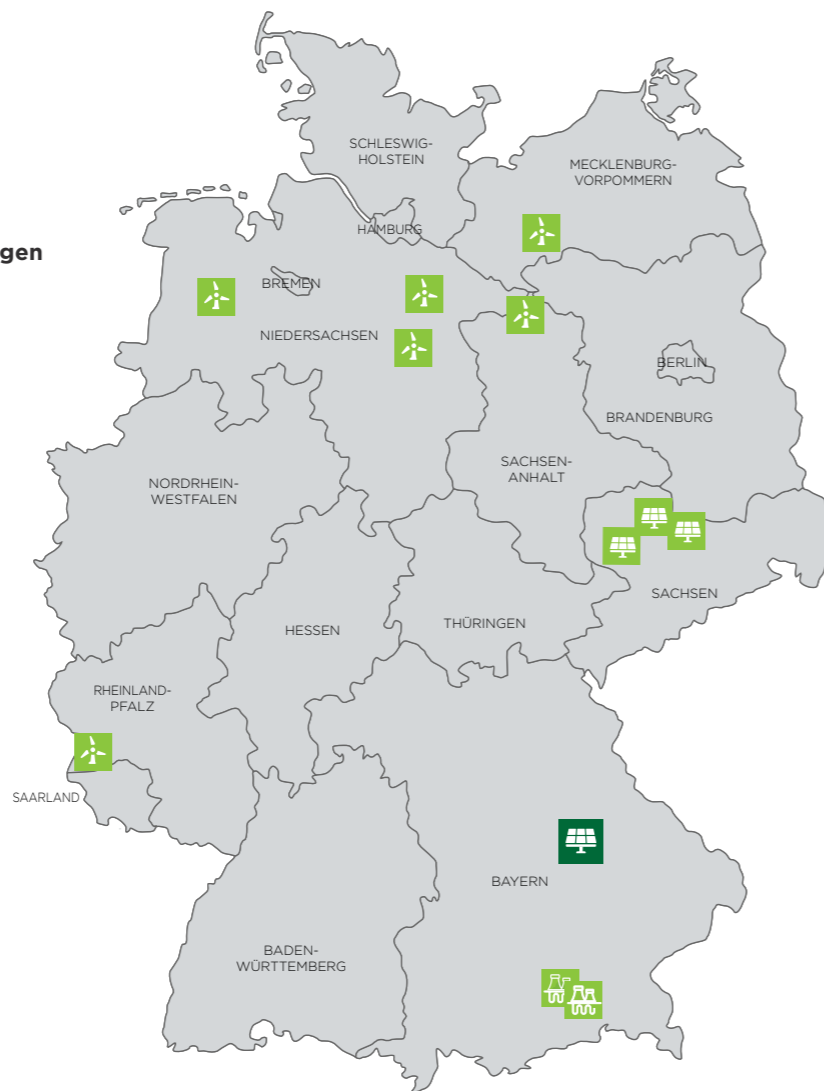 SCHLESWIG-
HOLSTEIN
MECKLENBURG-
VORPOMMERN
HAMBURG
gen
BREMEN
NIEDERSACHSEN
BERLIN
BRANDENBURG
SACHSEN-
ANHALT
NORDRHEIN-
WESTFALEN
SACHSEN
THÜRINGEN
HESSEN
RHEINLAND-
PFALZ
SAARLAND
BAYERN
BADEN-
WÜRTTEMBERG